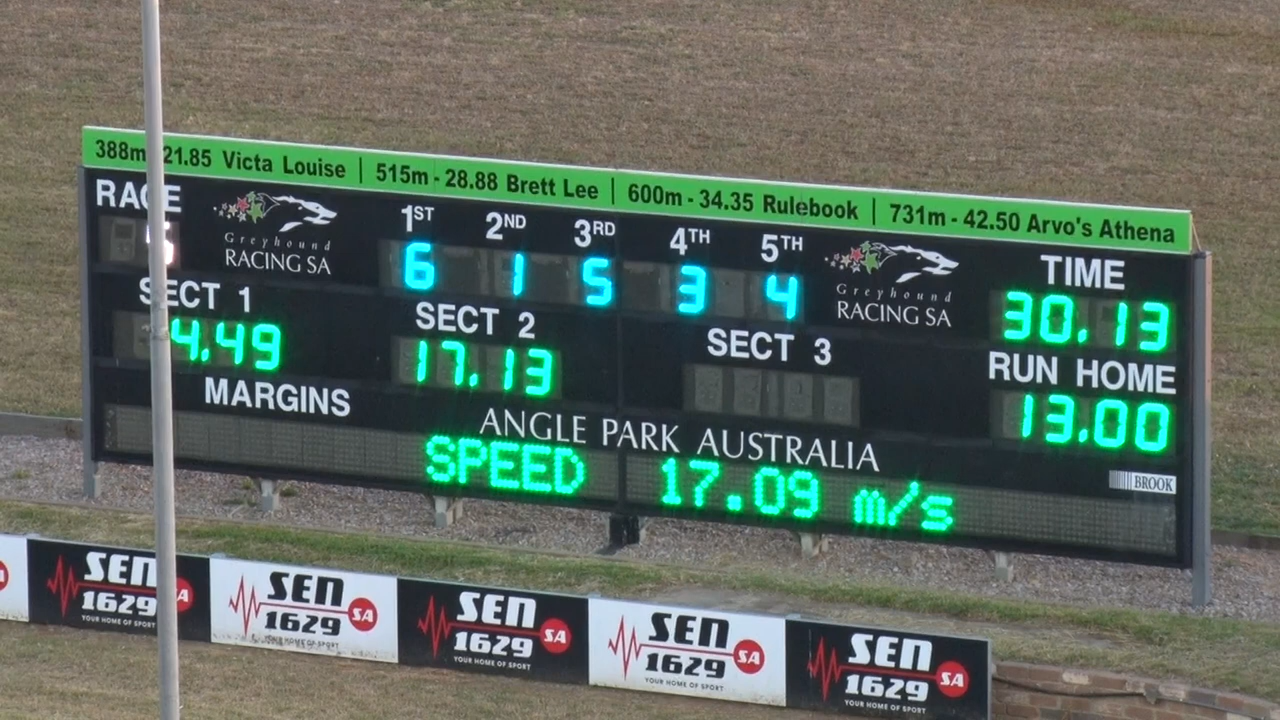 388m 21.85 Victa Louise | 515m - 28.88 Brett Lee | 600m - 34.35 Rulebook | 731m - 42.50 Arvo's Athena
RACE
Greyhound
RACING SA
1ST 2ND 3RD 4TH 5TH
6 1 5 3 4
Greyhound
RACING SA
TIME
30.13
SECT 1
4.49
SECT 2
17.13
SECT 3
RUN HOME
13.00
MARGINS
ANGLE PARK AUSTRALIA
SPEED 17.09 m/s
BROOK
SEN
1629 SA
YOUR HOME OF SPORT
SEN
1629 SA
YOUR HOME OF SPORT
SEN
1629 SA
YOUR HOME OF SPORT
SEN
1629 SA
YOUR HOME OF SPORT
SEN
1629 SA
YOUR HOME OF SPORT